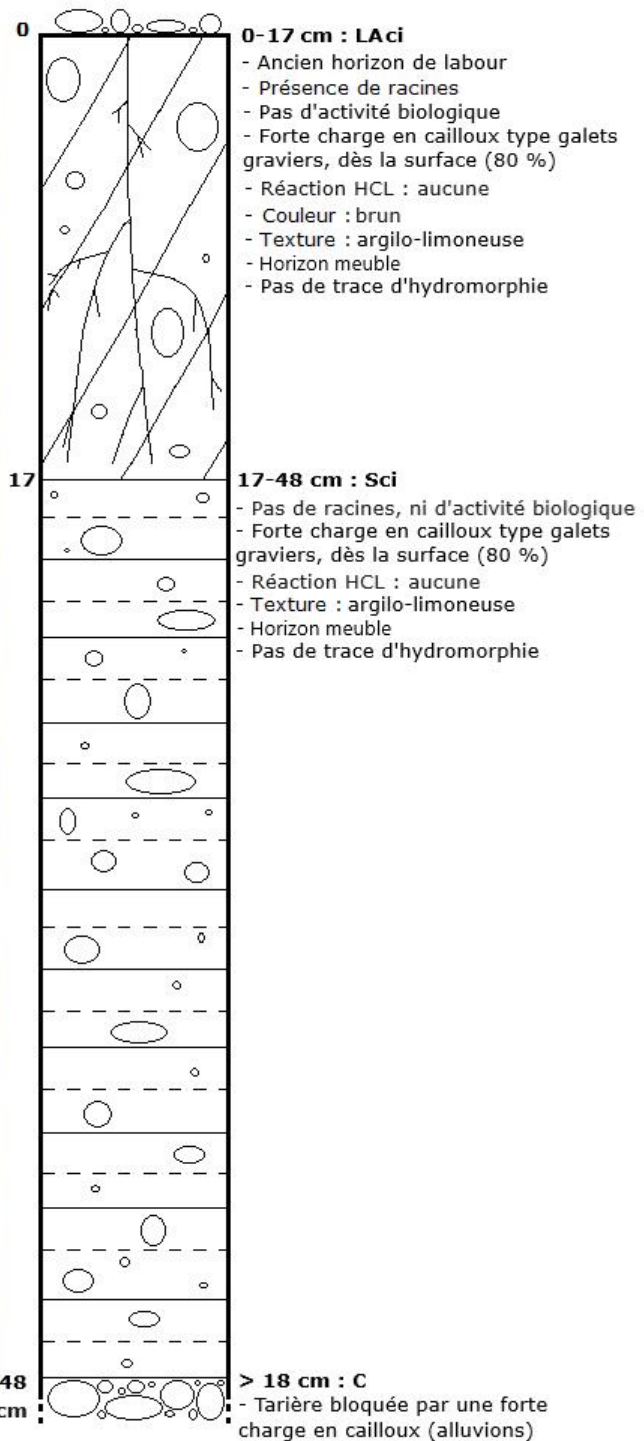 0
0-17 cm : LAci
- Ancien horizon de labour
- Présence de racines
- Pas d'activité biologique
- Forte charge en cailloux type galets
graviers, dès la surface (80 %)
- Réaction HCL : aucune
- Couleur : brun
- Texture : argilo-limoneuse
- Horizon meuble
- Pas de trace d'hydromorphie
17
17-48 cm : Sci
- Pas de racines, ni d'activité biologique
- Forte charge en cailloux type galets
graviers, dès la surface (80 %)
- Réaction HCL : aucune
- Texture : argilo-limoneuse
- Horizon meuble
- Pas de trace d'hydromorphie
48
cm
> 18 cm : C
- Tarière bloquée par une forte
charge en cailloux (alluvions)